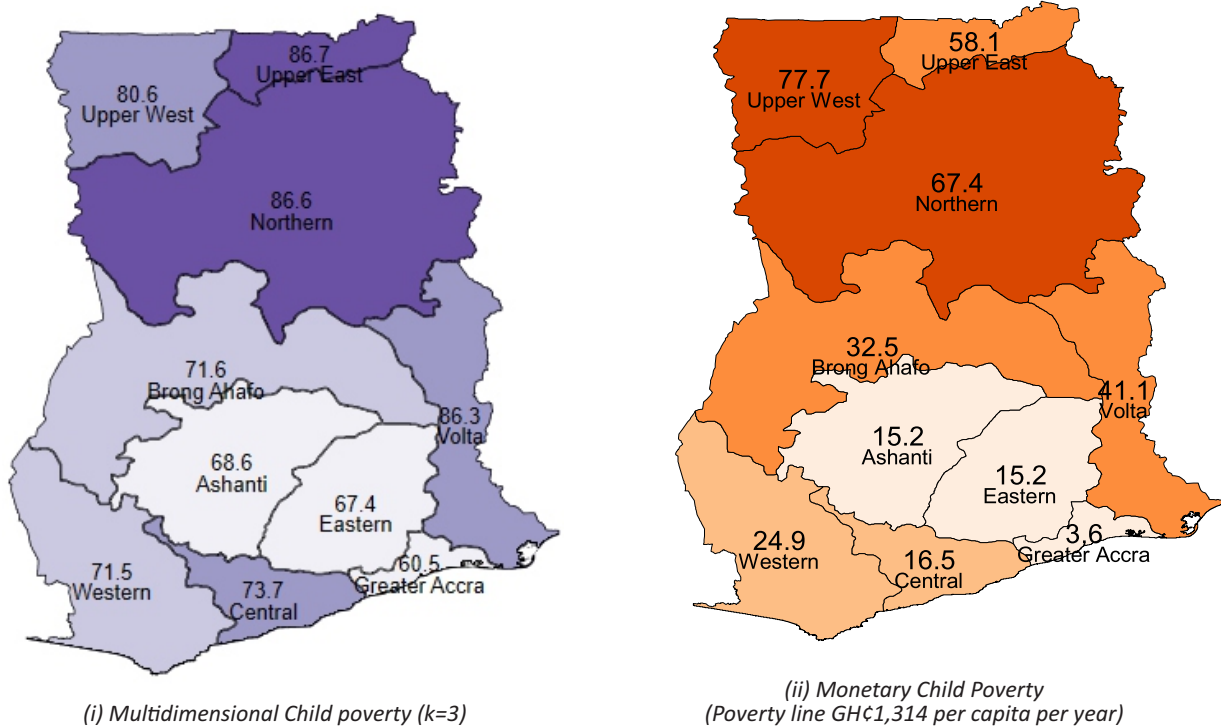 86.7
Upper East
80.6
Upper West
86.6
Northern
71.6
Brong Ahafo
86.3
Volta
68.6
Ashanti
67.4
Eastern
60.5
Greater Accra
71.5
Western
73.7
Central
(i) Multidimensional Child poverty (k=3)
58.1
Upper East
77.7
Upper West
67.4
Northern
32.5
Brong Ahafo
41.1
Volta
15.2
Ashanti
15.2
Eastern
3.6
Greater Accra
24.9
Western
16.5
Central
(ii) Monetary Child Poverty
(Poverty line GH₵1,314 per capita per year)